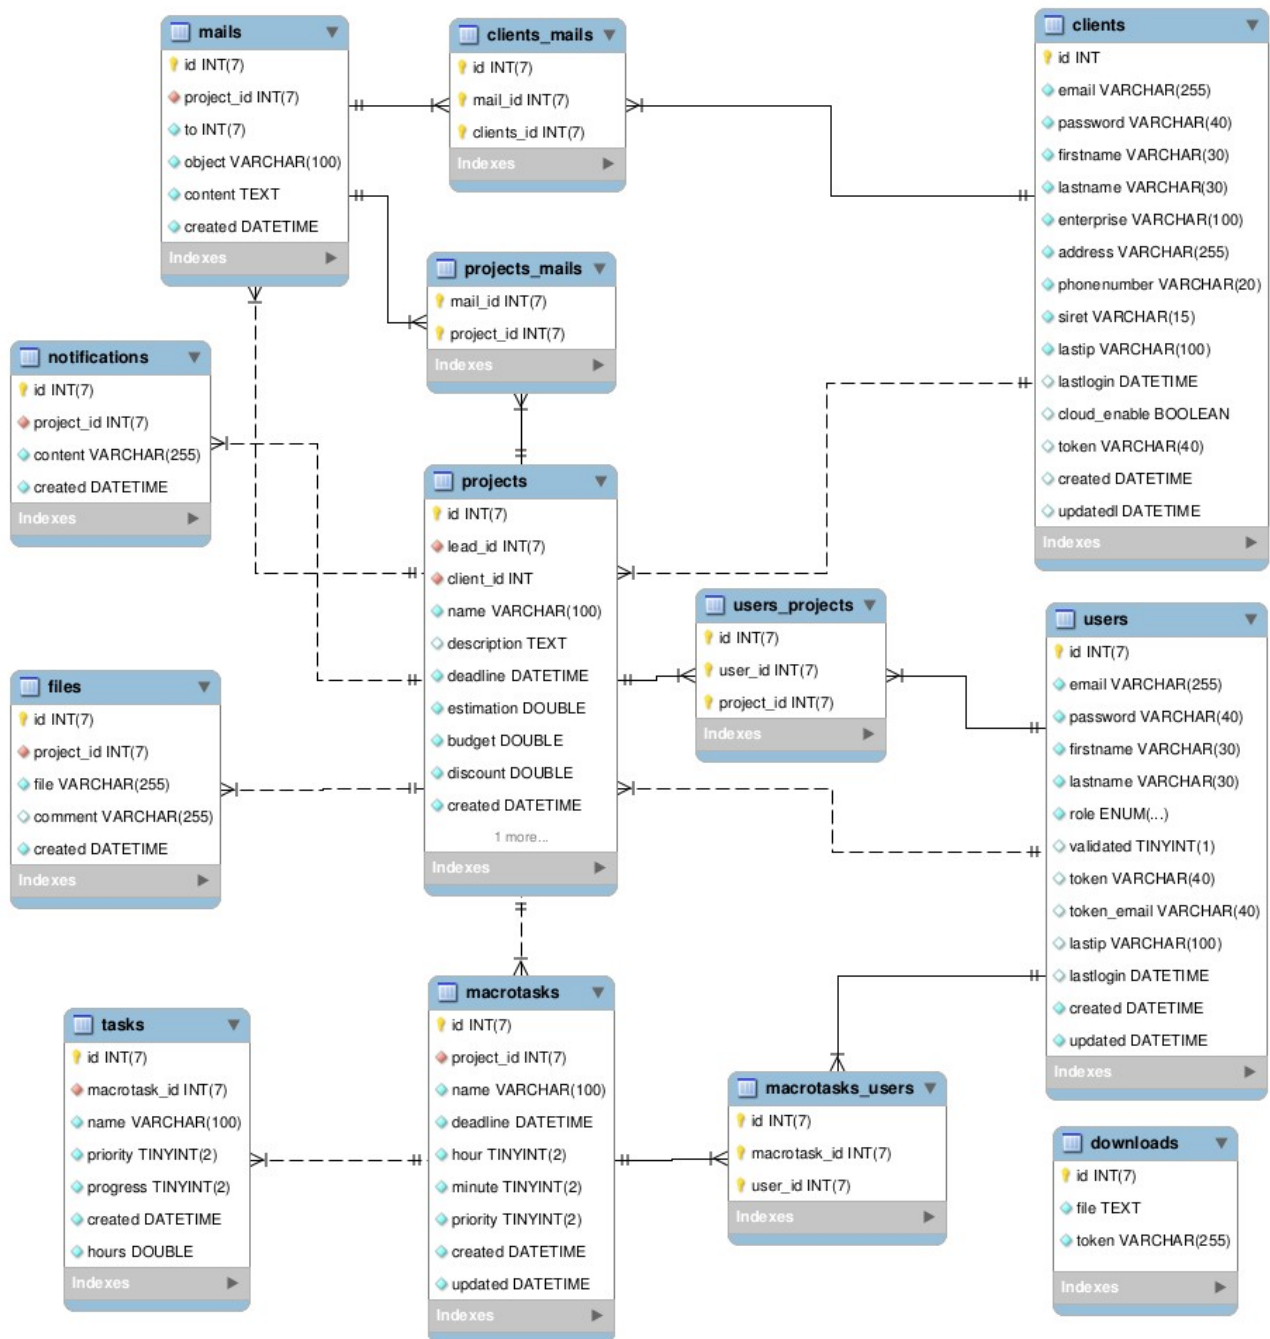 mails
id INT(7)
project_id INT(7)
to INT(7)
object VARCHAR(100)
content TEXT
created DATETIME
Indexes
clients_mails
id INT(7)
mail_id INT(7)
clients_id INT(7)
Indexes
clients
id INT
email VARCHAR(255)
password VARCHAR(40)
firstname VARCHAR(30)
lastname VARCHAR(30)
enterprise VARCHAR(100)
address VARCHAR(255)
phonenumber VARCHAR(20)
siret VARCHAR(15)
lastip VARCHAR(100)
lastlogin DATETIME
cloud_enable BOOLEAN
token VARCHAR(40)
created DATETIME
updatedl DATETIME
Indexes
projects_mails
mail_id INT(7)
project_id INT(7)
Indexes
notifications
id INT(7)
project_id INT(7)
content VARCHAR(255)
created DATETIME
Indexes
projects
id INT(7)
lead_id INT(7)
client_id INT
name VARCHAR(100)
description TEXT
deadline DATETIME
estimation DOUBLE
budget DOUBLE
discount DOUBLE
created DATETIME
1 more...
Indexes
users_projects
id INT(7)
user_id INT(7)
project_id INT(7)
Indexes
users
id INT(7)
email VARCHAR(255)
password VARCHAR(40)
firstname VARCHAR(30)
lastname VARCHAR(30)
role ENUM(...)
validated TINYINT(1)
token VARCHAR(40)
token_email VARCHAR(40)
lastip VARCHAR(100)
lastlogin DATETIME
created DATETIME
updated DATETIME
Indexes
files
id INT(7)
project_id INT(7)
file VARCHAR(255)
comment VARCHAR(255)
created DATETIME
Indexes
macrotasks
id INT(7)
project_id INT(7)
name VARCHAR(100)
deadline DATETIME
hour TINYINT(2)
minute TINYINT(2)
priority TINYINT(2)
created DATETIME
updated DATETIME
Indexes
tasks
id INT(7)
macrotask_id INT(7)
name VARCHAR(100)
priority TINYINT(2)
progress TINYINT(2)
created DATETIME
hours DOUBLE
Indexes
macrotasks_users
id INT(7)
macrotask_id INT(7)
user_id INT(7)
Indexes
downloads
id INT(7)
file TEXT
token VARCHAR(255)
Indexes